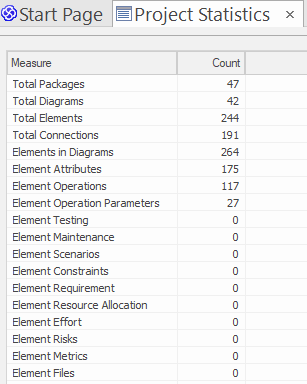 Start Page Project Statistics ×
Measure Count
Total Packages 47
Total Diagrams 42
Total Elements 244
Total Connections 191
Elements in Diagrams 264
Element Attributes 175
Element Operations 117
Element Operation Parameters 27
Element Testing 0
Element Maintenance 0
Element Scenarios 0
Element Constraints 0
Element Requirement 0
Element Resource Allocation 0
Element Effort 0
Element Risks 0
Element Metrics 0
Element Files 0